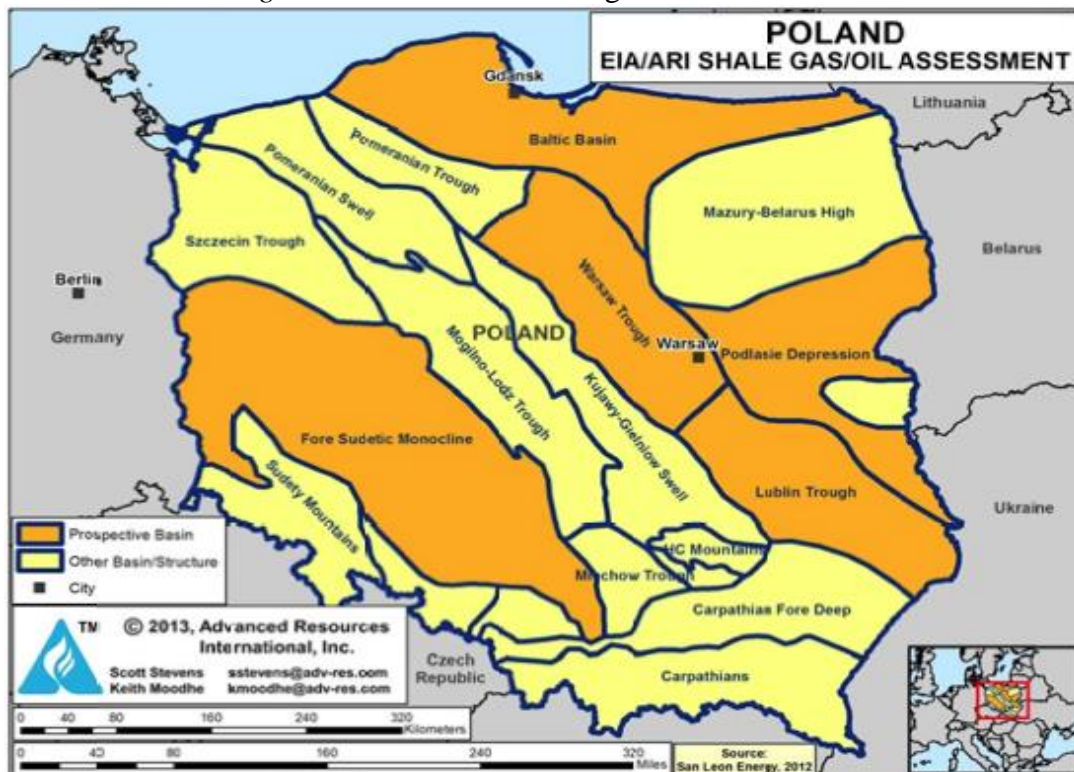 POLAND
EIA/ARI SHALE GAS/OIL ASSESSMENT
Gdansk
Lithuania
Baltic Basin
Pomeranian Trough
Pomeranian Swell
Mazury-Belarus High
Szczecin Trough
Belarus
Berlin
Germany
Warsaw Trough
POLAND
Warsaw
Podlasie Depression
Mogilno-Lodz Trough
Kujawy-Gielniow Swell
Fore Sudetic Monocline
Sudety Mountains
Lublin Trough
Ukraine
Prospective Basin
Other Basin/Structure
City
HC Mountains
Miechow Trough
Carpathian Fore Deep
TM
© 2013, Advanced Resources
International, Inc.
Scott Stevens sstevens@adv-res.com
Keith Moodhe kmoodhe@adv-res.com
Czech
Republic
Carpathians
0 40 80 160 240 320
Kilometers
0 40 80 160 240 320
Miles
Source:
San Leon Energy, 2012